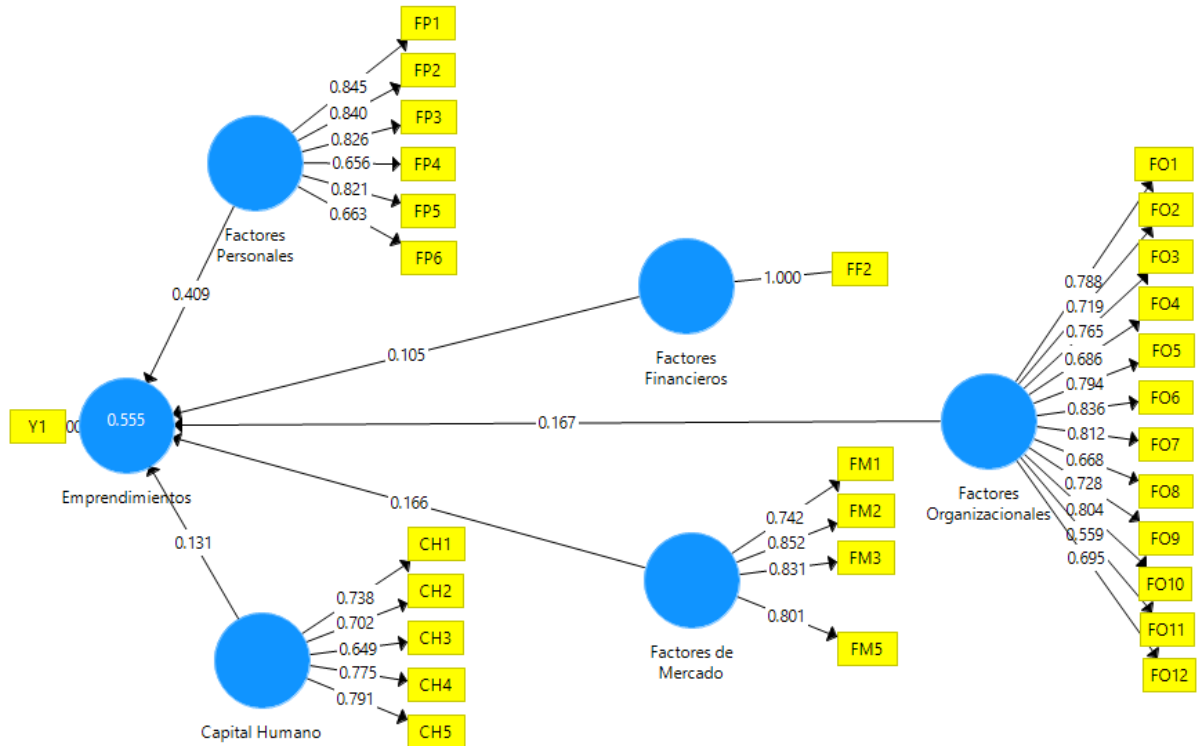 FP1
FP2
FP3
FP4
FP5
FP6
0.845
0.840
0.826
0.656
0.821
0.663
Factores
Personales
0.409
FF2
1.000
Factores
Financieros
0.105
FO1
FO2
FO3
FO4
FO5
FO6
FO7
FO8
FO9
FO10
FO11
FO12
0.788
0.719
0.765
0.686
0.794
0.836
0.812
0.668
0.728
0.804
0.559
0.695
Factores
Organizacionales
0.167
Y1
0.555
Emprendimientos
0.166
FM1
FM2
FM3
FM5
0.742
0.852
0.831
0.801
Factores de
Mercado
0.131
CH1
CH2
CH3
CH4
CH5
0.738
0.702
0.649
0.775
0.791
Capital Humano